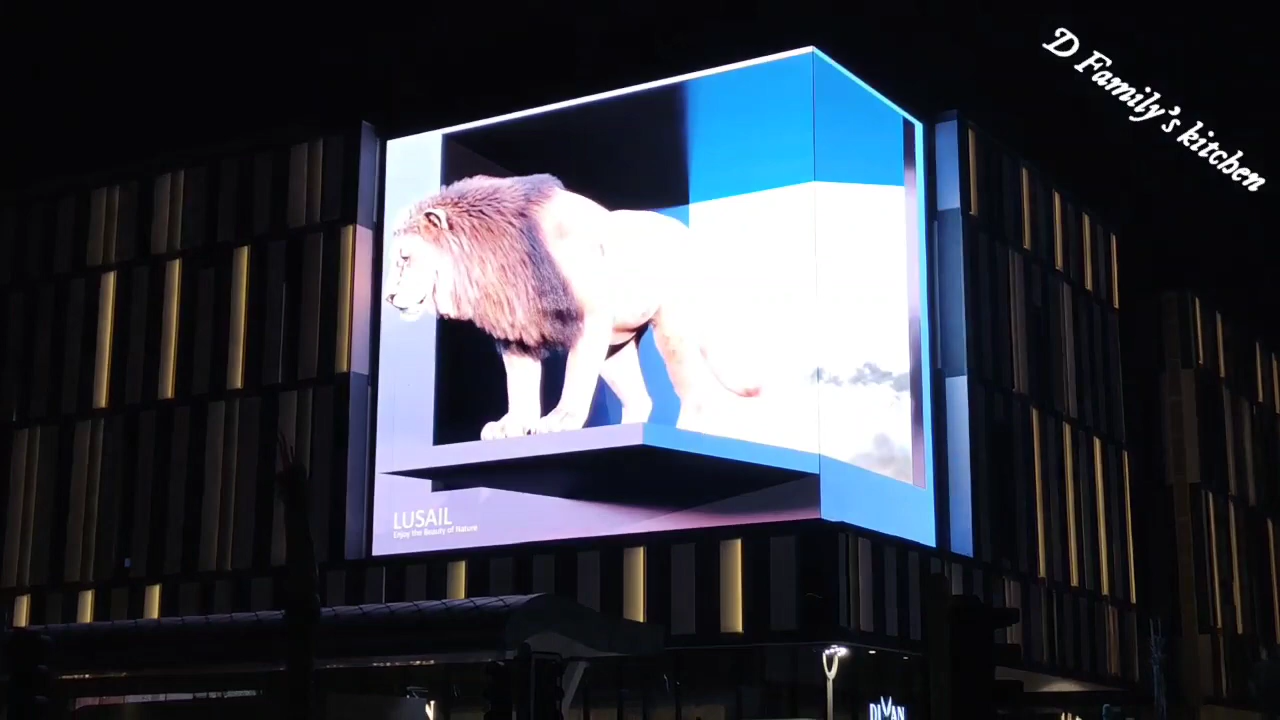 D Family's kitchen
LUSAIL
Enjoy the Beauty of Nature
DIVAN